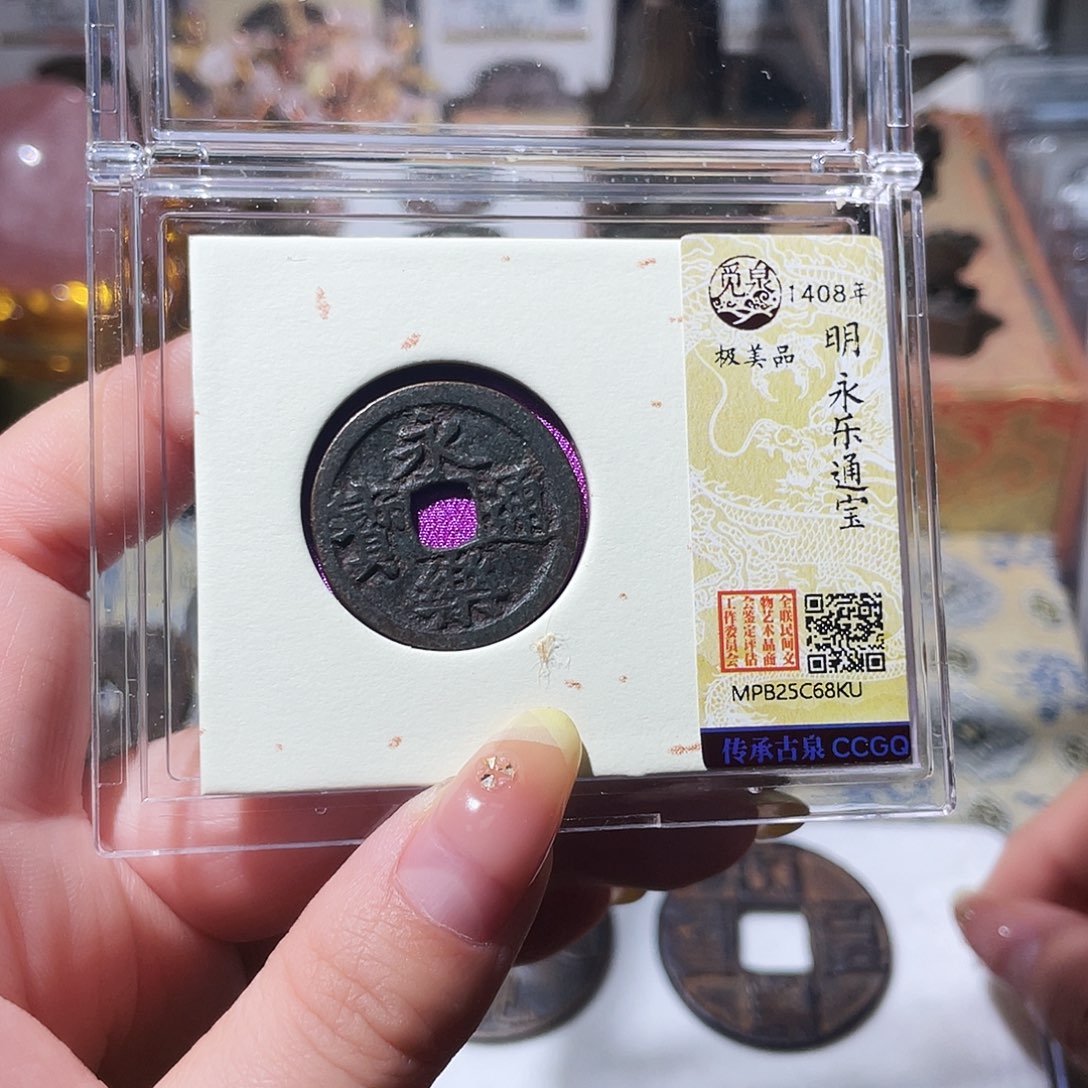 永樂通寶
觅泉
1408年
极美品
明 永乐通宝
全联民间文
物艺术品商
会鉴定评估
工作委员会
MPB25C68KU
传承古泉 CCGQ